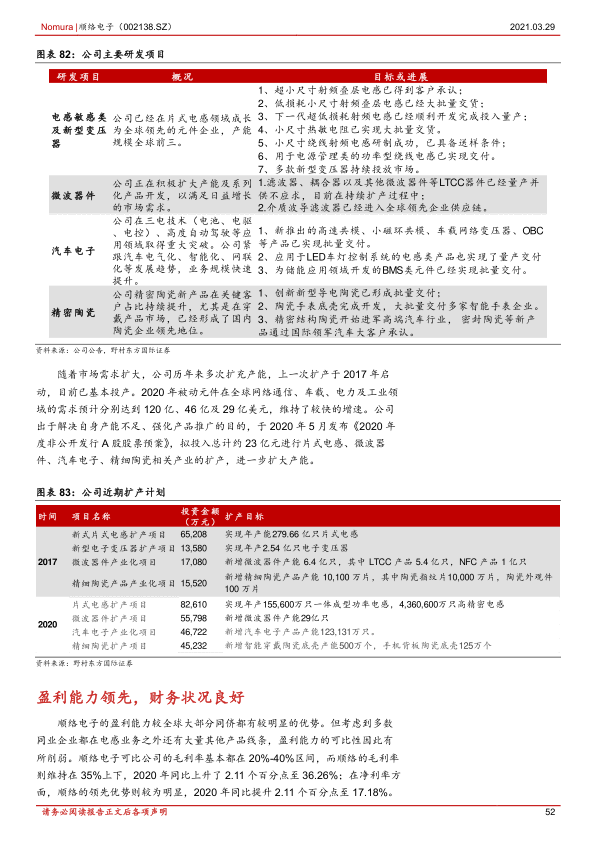 Nomura |顺络电子（002138.SZ） 2021.03.29
图表 82：公司主要研发项目
研发项目 概况 目标或进展
电感敏感类及新型变压器
公司已经在片式电感领域成长
为全球领先的元件企业，产能
规模全球前三。
1、超小尺寸射频叠层电感已得到客户承认；
2、低损耗小尺寸射频叠层电感已经大批量交货；
3、下一代超低损耗射频电感已经顺利开发完成投入量产；
4、小尺寸热敏电阻已实现大批量交货。
5、小尺寸绕线射频电感研制成功，已具备送样条件；
6、用于电源管理类的功率型绕线电感已实现交付。
7、多款新型变压器持续投放市场。
微波器件
公司正在积极扩大产能及系列
化产品开发，以满足日益增长
的市场需求。
1.滤波器、耦合器以及其他微波器件等LTCC器件已经量产并
供不应求，目前在持续扩产过程中；
2.介质波导滤波器已经进入全球领先企业供应链。
汽车电子
公司在三电技术（电池、电驱
、电控）、高度自动驾驶等应
用领域取得重大突破。公司紧
跟汽车电气化、智能化、网联
化等发展趋势，业务规模快速
提升。
1、新推出的高速共模、小磁环共模、车载网络变压器、OBC
等产品已实现批量交付。
2、应用于LED车灯控制系统的电感类产品也实现了量产交付
3、为储能应用领域开发的BMS类元件已经实现批量交付。
精密陶瓷
公司精密陶瓷新产品在关键客
户占比持续提升，尤其是在穿
戴产品市场，已经形成了国内
陶瓷企业领先地位。
1、创新新型导电陶瓷已形成批量交付；
2、陶瓷手表底壳完成开发，大批量交付多家智能手表企业。
3、精密结构陶瓷开始进军高端汽车行业， 密封陶瓷等新产
品通过国际领军汽车大客户承认。
资料来源：公司公告，野村东方国际证券
随着市场需求扩大，公司历年来多次扩充产能，上一次扩产于 2017 年启
动，目前已基本投产。2020 年被动元件在全球网络通信、车载、电力及工业领
域的需求预计分别达到 120 亿、46 亿及 29 亿美元，维持了较快的增速。公司
出于解决自身产能不足、强化产品推广的目的，于 2020 年 5 月发布《2020 年
度非公开发行 A 股股票预案》，拟投入总计约 23 亿元进行片式电感、微波器
件、汽车电子、精细陶瓷相关产业的扩产，进一步扩大产能。
图表 83：公司近期扩产计划
时间 项目名称 投资金额（万元） 扩产目标
2017
新式片式电感扩产项目 65,208 实现年产能279.66 亿只片式电感
新型电子变压器扩产项目 13,580 实现年产2.54 亿只电子变压器
微波器件产业化项目 17,080 新增微波器件产能 6.4 亿只，其中 LTCC 产品 5.4 亿只，NFC 产品 1 亿只
精细陶瓷产品产业化项目 15,520 新增精细陶瓷产品产能 10,100 万片，其中陶瓷指纹片10,000 万片，陶瓷外观件
100 万片
2020
片式电感扩产项目 82,610 实现年产155,600万只一体成型功率电感，4,360,600万只高精密电感
微波器件扩产项目 55,798 新增微波器件产能29亿只
汽车电子产业化项目 46,722 新增汽车电子产品产能123,131万只。
精细陶瓷扩产项目 45,232 新增智能穿戴陶瓷底壳产能500万个，手机背板陶瓷底壳125万个
资料来源：野村东方国际证券
盈利能力领先，财务状况良好
顺络电子的盈利能力较全球大部分同侪都有较明显的优势。但考虑到多数
同业企业都在电感业务之外还有大量其他产品线条，盈利能力的可比性因此有
所削弱。顺络电子可比公司的毛利率基本都在 20%-40%区间，而顺络的毛利率
则维持在 35%上下，2020 年同比上升了 2.11 个百分点至 36.26%；在净利率方
面，顺络的领先优势则较为明显，2020 年同比提升 2.11 个百分点至 17.18%。
请务必阅读报告正文后各项声明 52